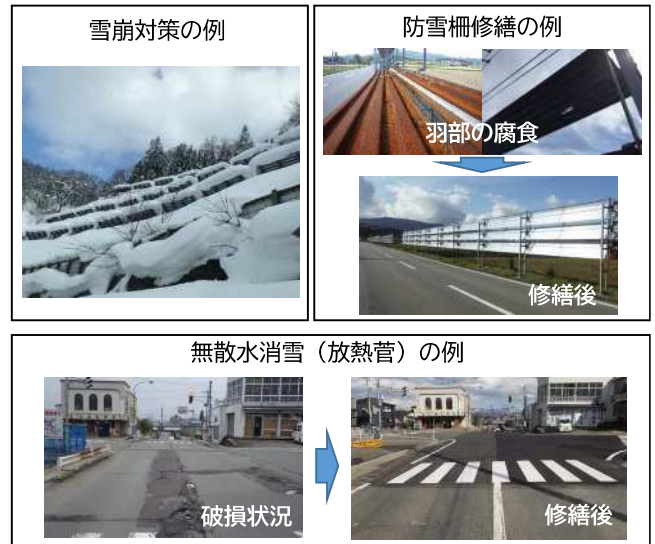 雪崩対策の例
防雪柵修繕の例
羽部の腐食
修繕後
無散水消雪（放熱菅）の例
破損状況
修繕後